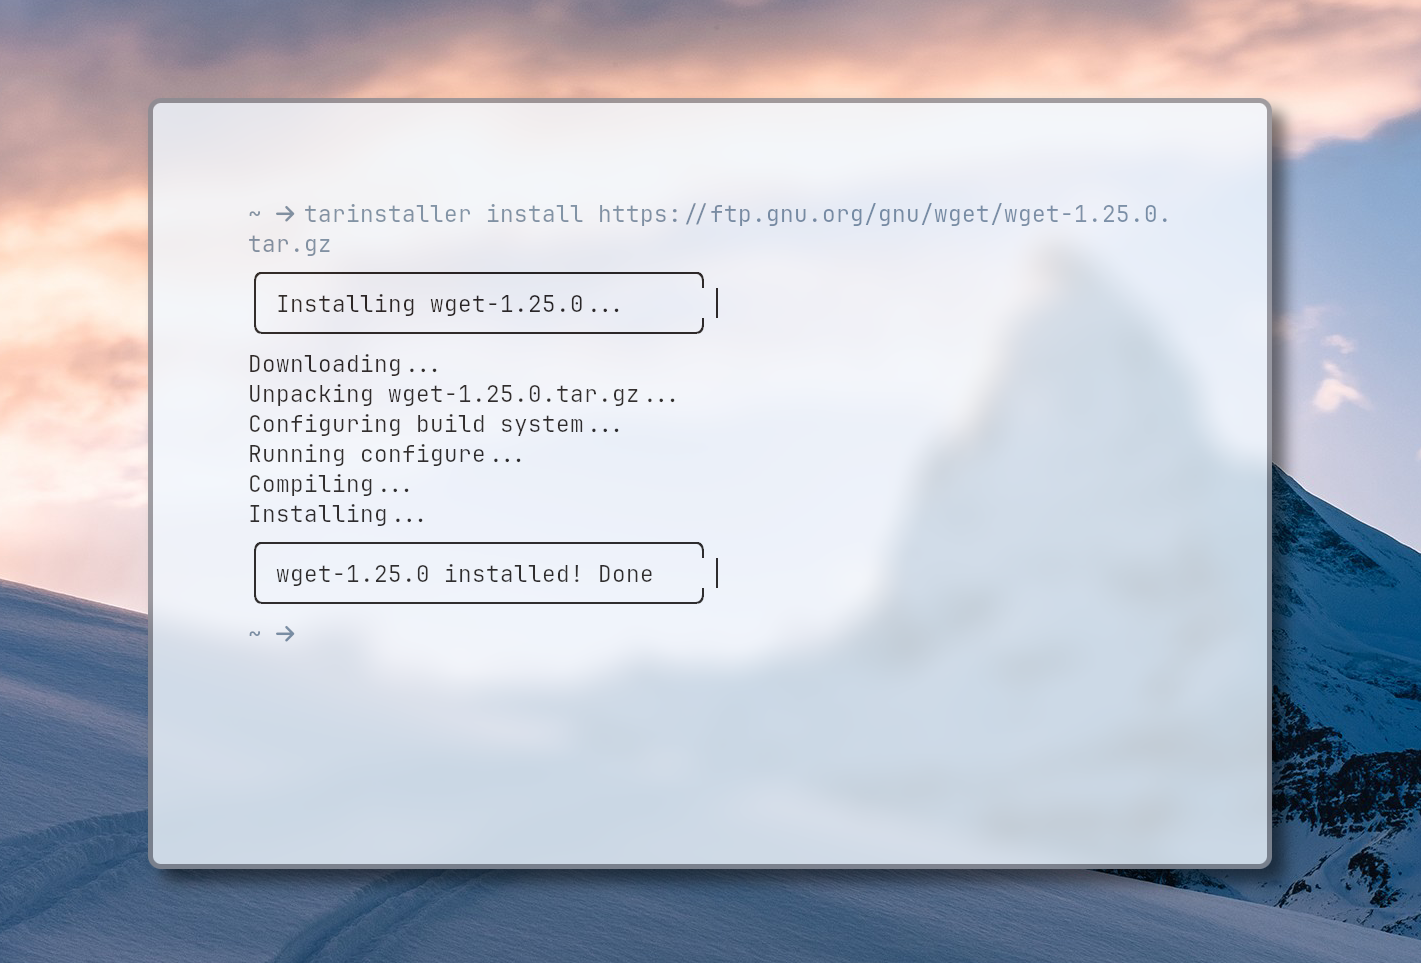 ~ → tarinstaller install https://ftp.gnu.org/gnu/wget/wget-1.25.0.
tar.gz
Installing wget-1.25.0...
Downloading...
Unpacking wget-1.25.0.tar.gz...
Configuring build system...
Running configure...
Compiling...
Installing...
wget-1.25.0 installed! Done
~ →